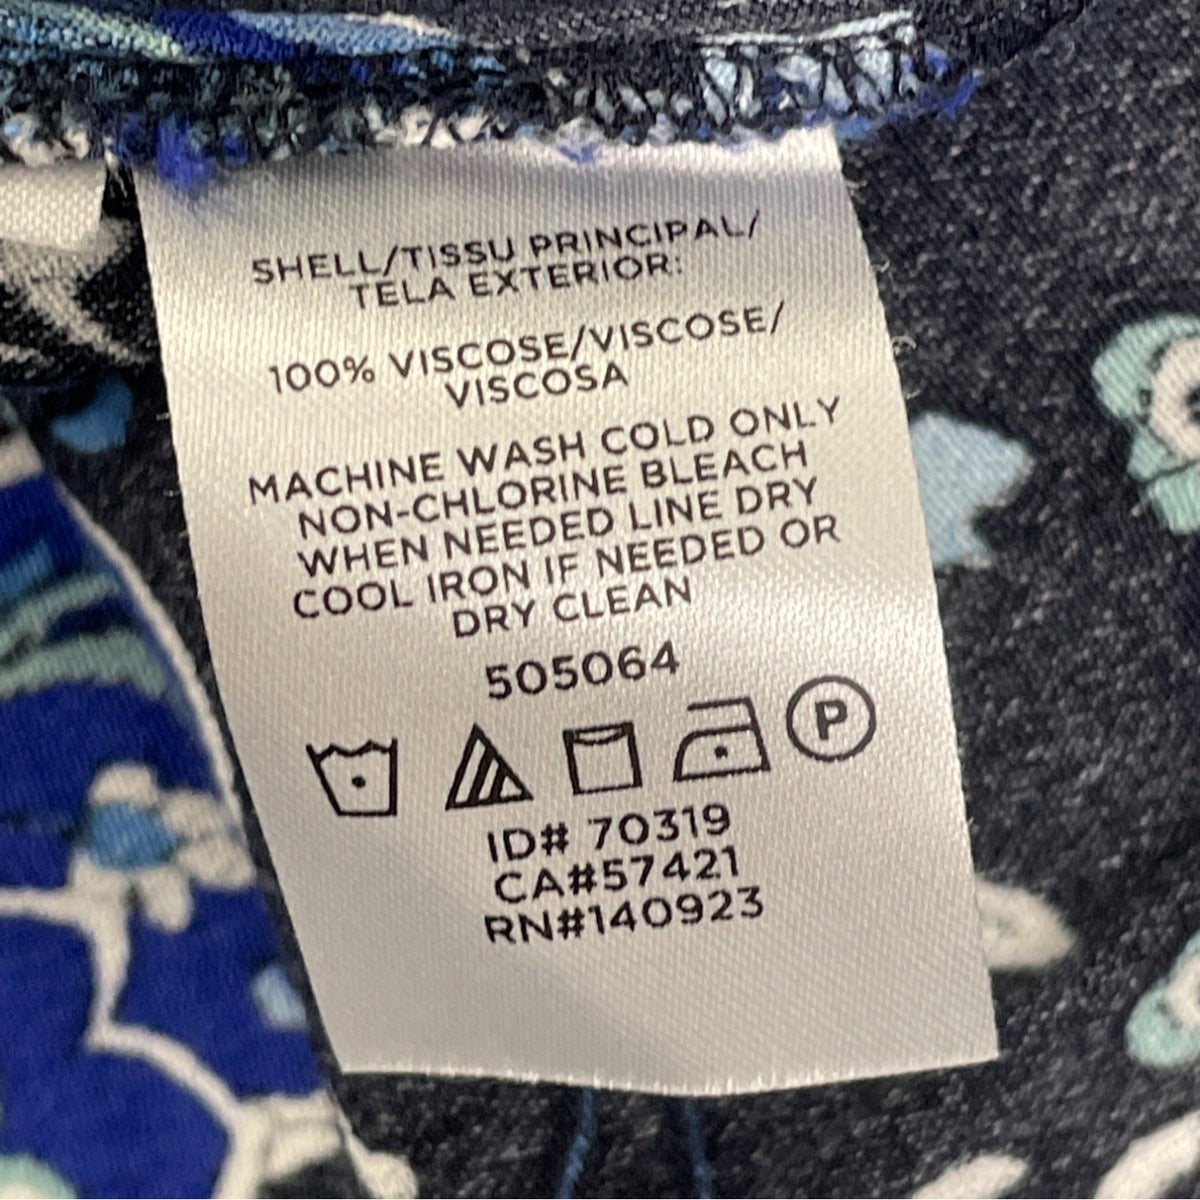 SHELL/TISSU PRINCIPAL/
TELA EXTERIOR:
100% VISCOSE/VISCOSE/
VISCOSA
MACHINE WASH COLD ONLY
NON-CHLORINE BLEACH
WHEN NEEDED LINE DRY
COOL IRON IF NEEDED OR
DRY CLEAN
505064
P
ID# 70319
CA#57421
RN#140923